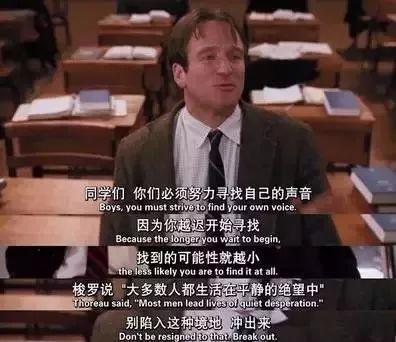 同学们 你们必须努力寻找自己的声音
Boys, you must strive to find your own voice.
因为你越迟开始寻找
Because the longer you wait to begin,
找到的可能性就越小
the less likely you are to find it at all.
梭罗说 "大多数人都生活在平静的绝望中"
Thoreau said, "Most men lead lives of quiet desperation."
别陷入这种境地 冲出来
Don't be resigned to that. Break out.